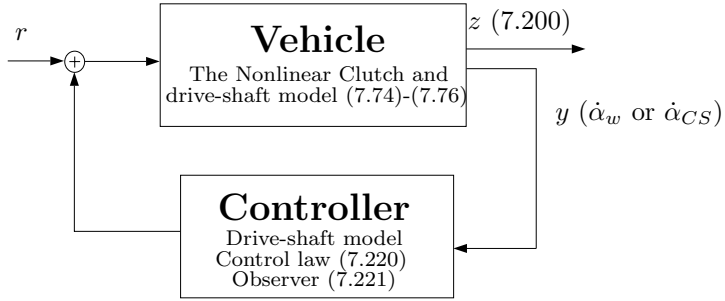 r
+
Vehicle
The Nonlinear Clutch and
drive-shaft model (7.74)-(7.76)
z (7.200)
y (α̇_w or α̇_CS)
Controller
Drive-shaft model
Control law (7.220)
Observer (7.221)